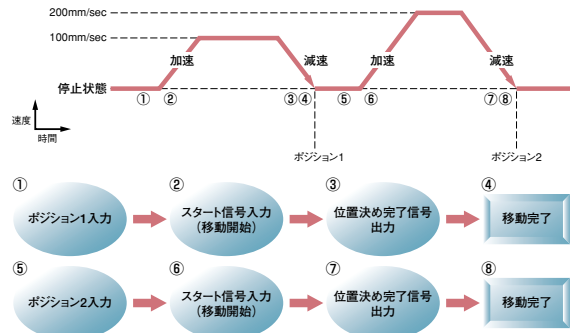 200mm/sec
100mm/sec
加速
減速
加速
減速
停止状態
① ② ③④ ⑤ ⑥ ⑦⑧
速度
時間
ポジション1
ポジション2
① ② ③ ④
ポジション1入力
スタート信号入力
(移動開始)
位置決め完了信号
出力
移動完了
⑤ ⑥ ⑦ ⑧
ポジション2入力
スタート信号入力
(移動開始)
位置決め完了信号
出力
移動完了